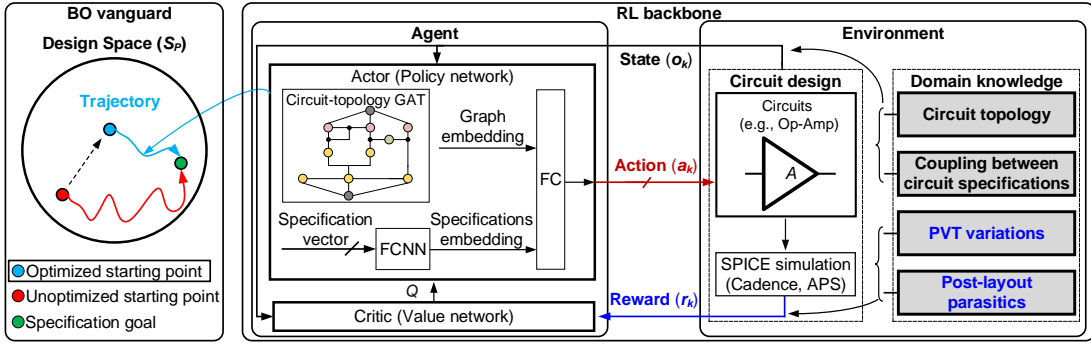 BO vanguard
Design Space (S_P)
Trajectory
Optimized starting point
Unoptimized starting point
Specification goal
RL backbone
Agent
Actor (Policy network)
Circuit-topology GAT
Graph
embedding
Specification
vector
FCNN
Specifications
embedding
FC
Q
Critic (Value network)
State (o_k)
Action (a_k)
Reward (r_k)
Environment
Circuit design
Circuits
(e.g., Op-Amp)
A
SPICE simulation
(Cadence, APS)
Domain knowledge
Circuit topology
Coupling between
circuit specifications
PVT variations
Post-layout
parasitics